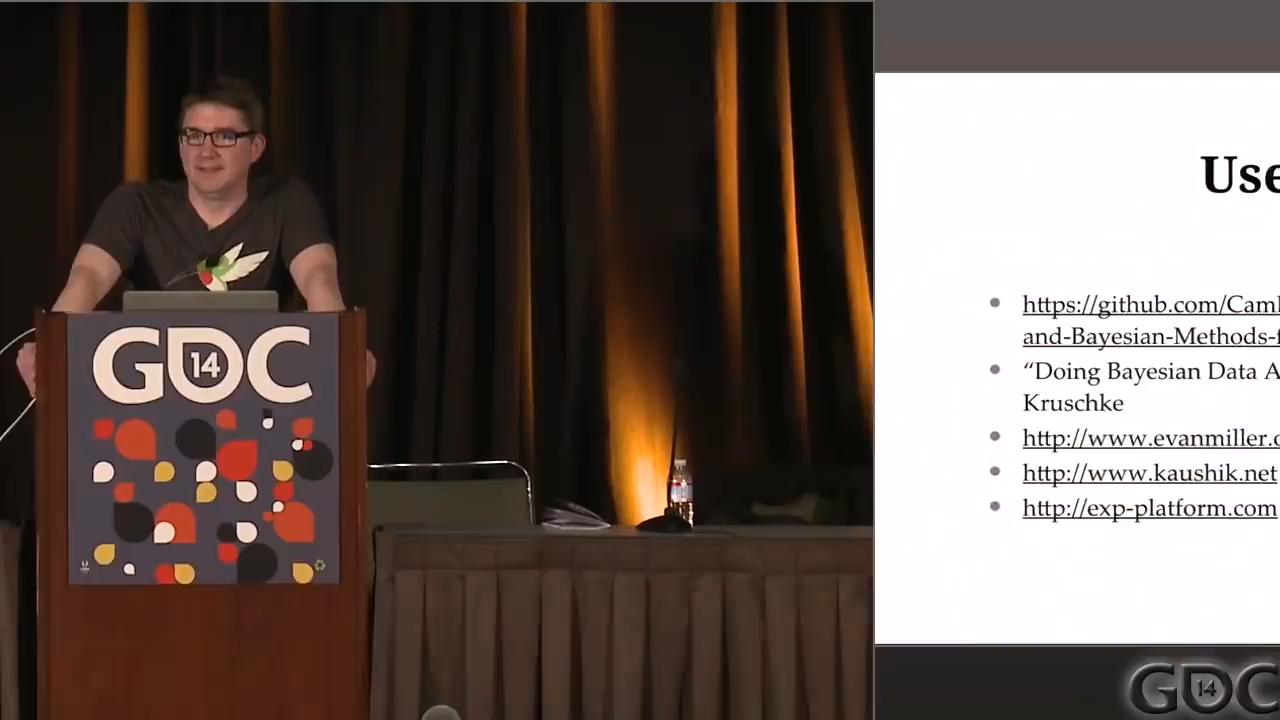 GDC
14
Use
https://github.com/Caml
and-Bayesian-Methods-f
“Doing Bayesian Data A
Kruschke
http://www.evanmiller.o
http://www.kaushik.net
http://exp-platform.com
GDC
14